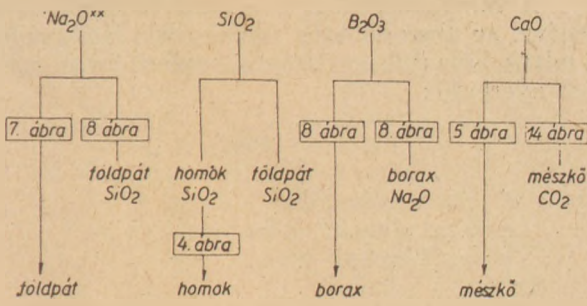 Na₂Oˣˣ SiO₂ B₂O₃ CaO
7. ábra 8 ábra 8 ábra 8. ábra 5 ábra 14 ábra
földpát homok földpát borax mészkő
SiO₂ SiO₂ SiO₂ Na₂O CO₂
4. ábra
földpát homok borax mészkő